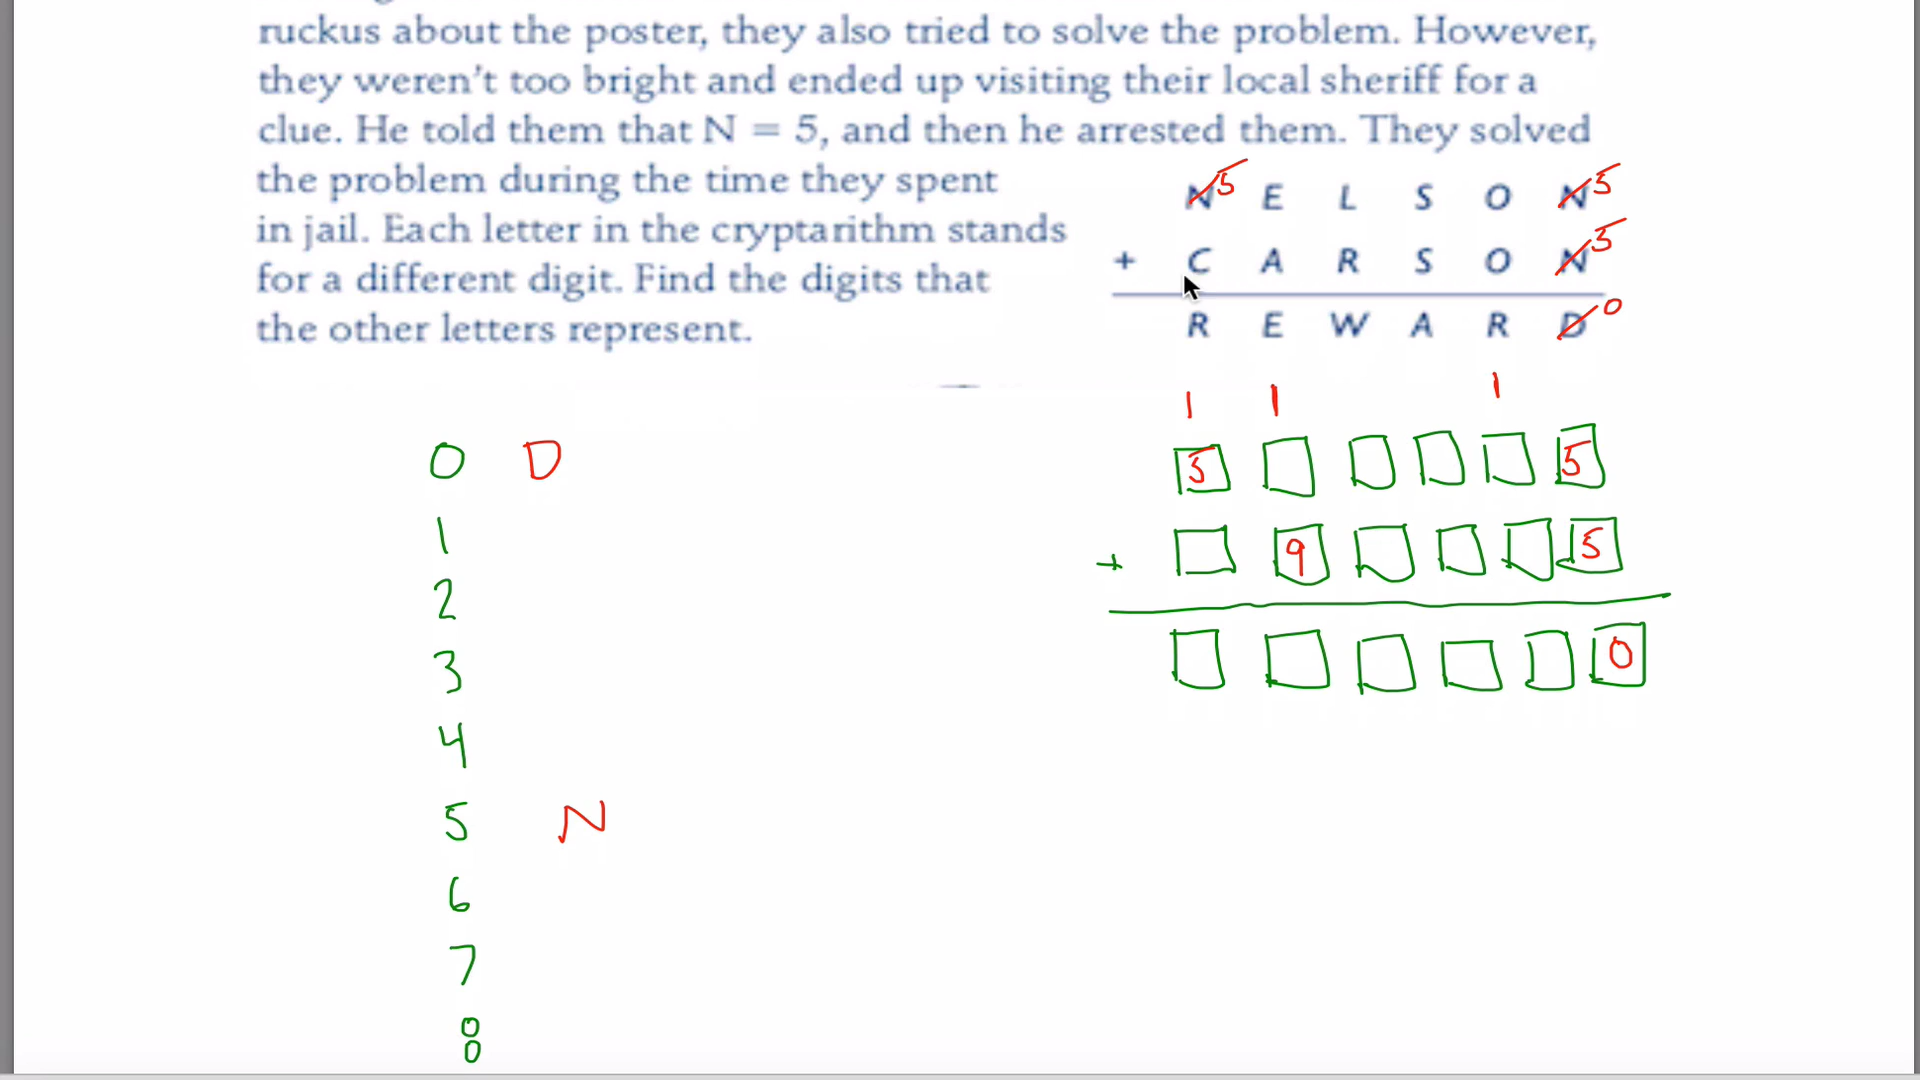 ruckus about the poster, they also tried to solve the problem. However,
they weren't too bright and ended up visiting their local sheriff for a
clue. He told them that N = 5, and then he arrested them. They solved
the problem during the time they spent
in jail. Each letter in the cryptarithm stands
for a different digit. Find the digits that
the other letters represent.
N 5 E L S O N 5
+ C A R S O N 5
R E W A R D 0
1 1 1
5 5
+ 9 5
0
0 D
1
2
3
4
5 N
6
7
8